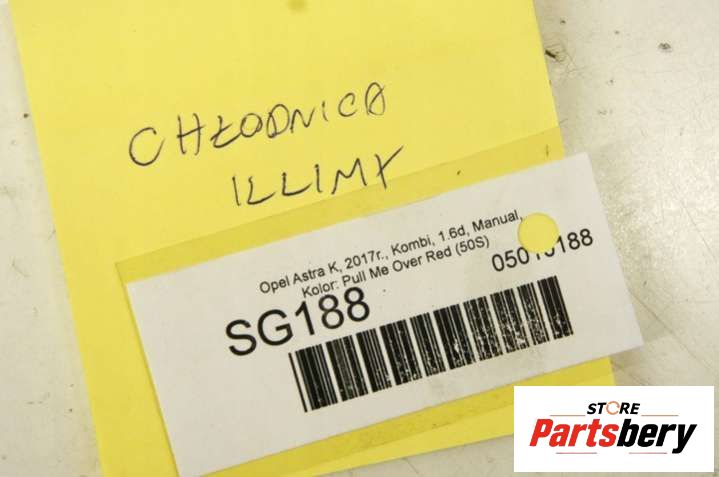 CHŁODNICA
ILLIMY
Opel Astra K, 2017r., Kombi, 1.6d, Manual,
Kolor: Pull Me Over Red (50S)
SG188
STORE
Partsbery